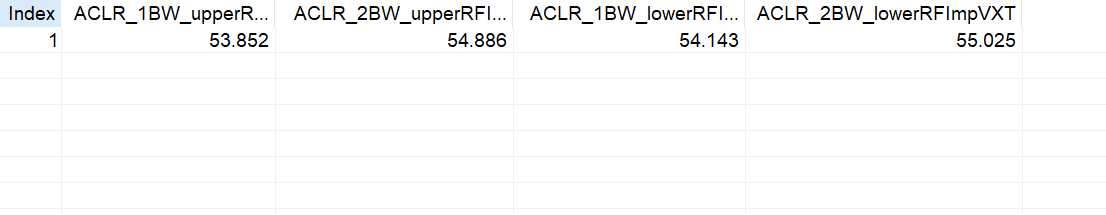 Index ACLR_1BW_upperR... ACLR_2BW_upperRFI... ACLR_1BW_lowerRFI... ACLR_2BW_lowerRFImpVXT
1 53.852 54.886 54.143 55.025